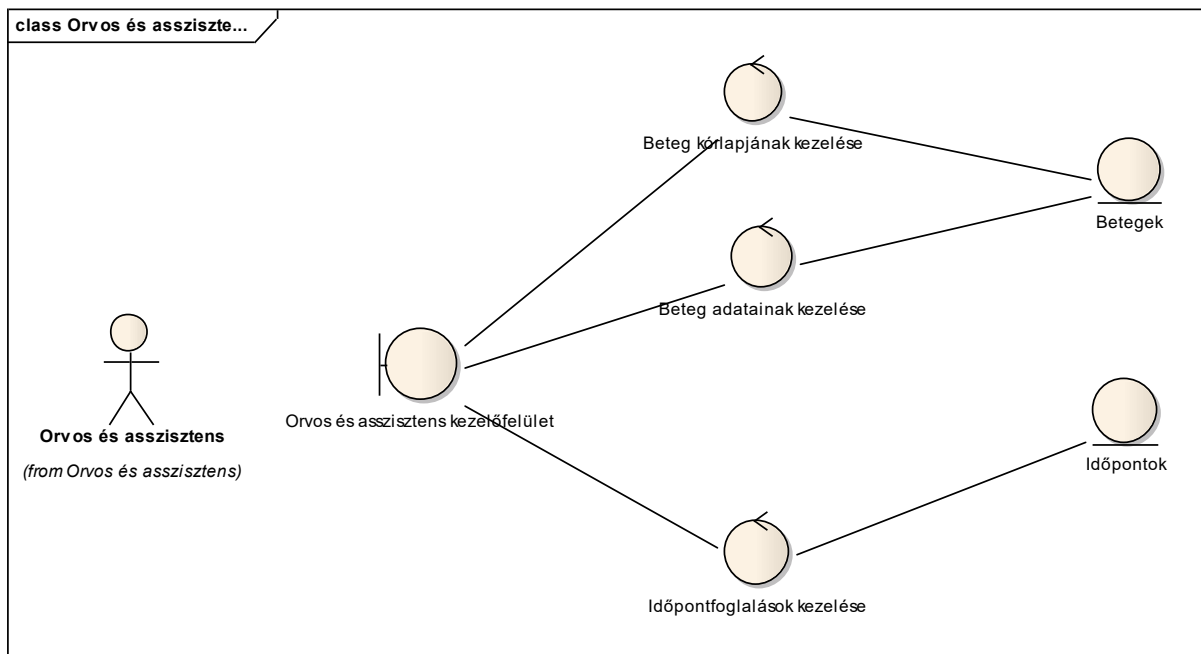 class Orvos és assziszte...
Beteg kórlapjának kezelése
Betegek
Beteg adatainak kezelése
Orvos és asszisztens kezelőfelület
Orvos és asszisztens
(from Orvos és asszisztens)
Időpontok
Időpontfoglalások kezelése